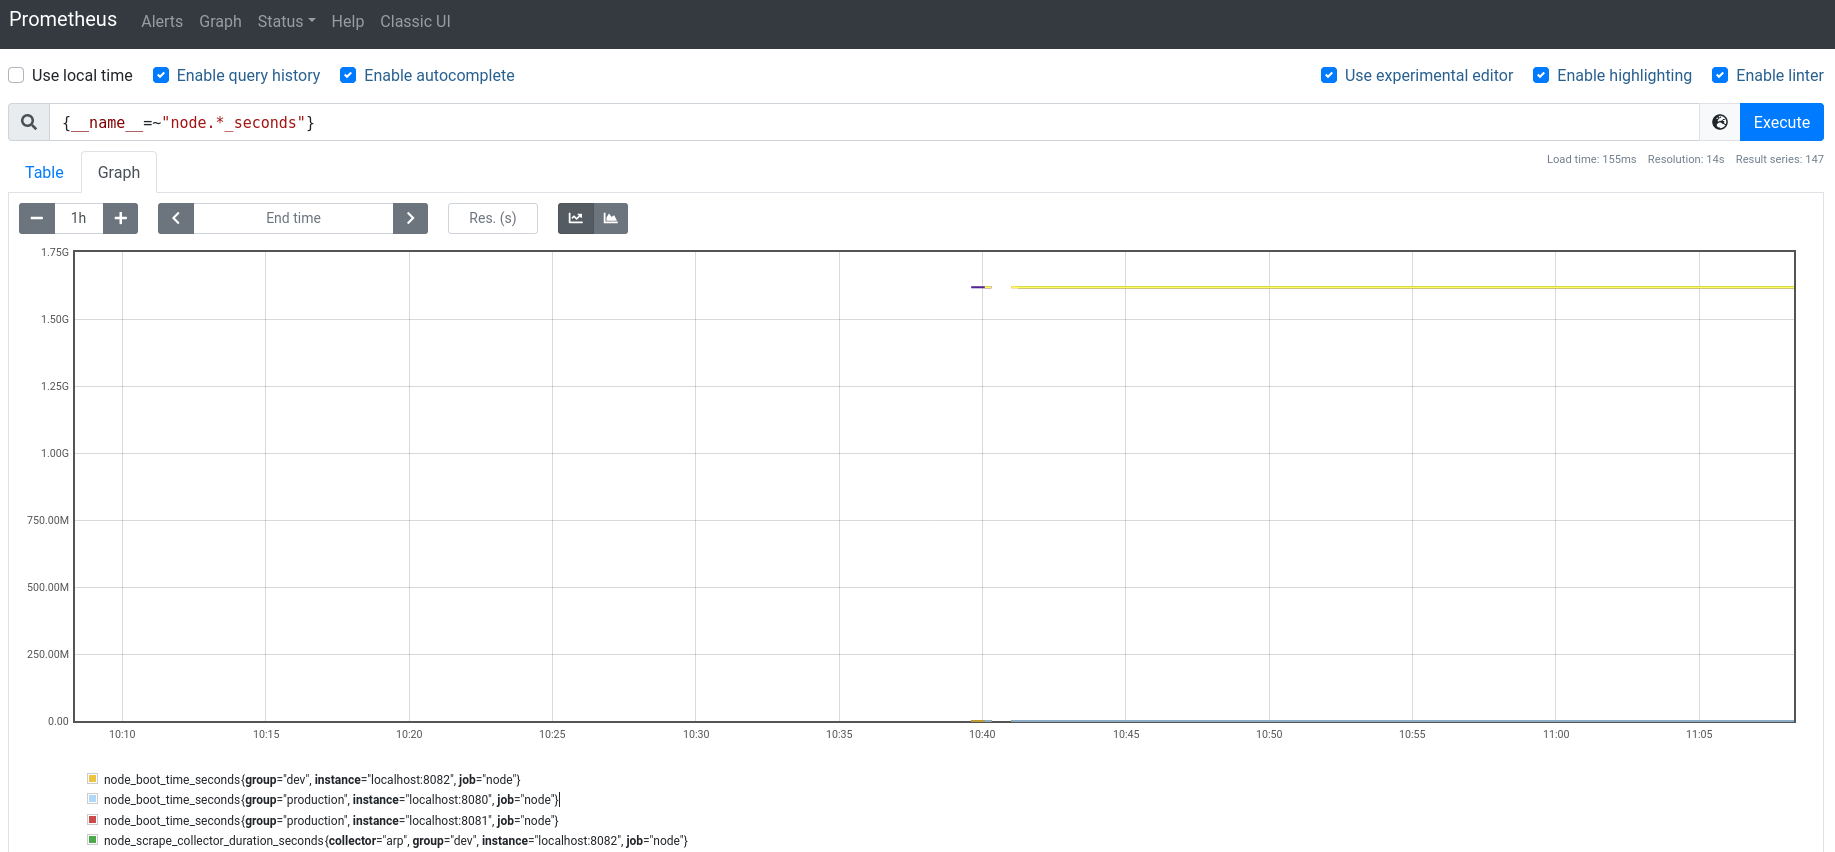 Prometheus Alerts Graph Status Help Classic UI
Use local time Enable query history Enable autocomplete Use experimental editor Enable highlighting Enable linter
{__name__=~"node.*_seconds"} Execute
Table Graph Load time: 155ms Resolution: 14s Result series: 147
1h End time Res. (s)
1.75G
1.50G
1.25G
1.00G
750.00M
500.00M
250.00M
0.00
10:10 10:15 10:20 10:25 10:30 10:35 10:40 10:45 10:50 10:55 11:00 11:05
node_boot_time_seconds{group="dev", instance="localhost:8082", job="node"}
node_boot_time_seconds{group="production", instance="localhost:8080", job="node"}
node_boot_time_seconds{group="production", instance="localhost:8081", job="node"}
node_scrape_collector_duration_seconds{collector="arp", group="dev", instance="localhost:8082", job="node"}